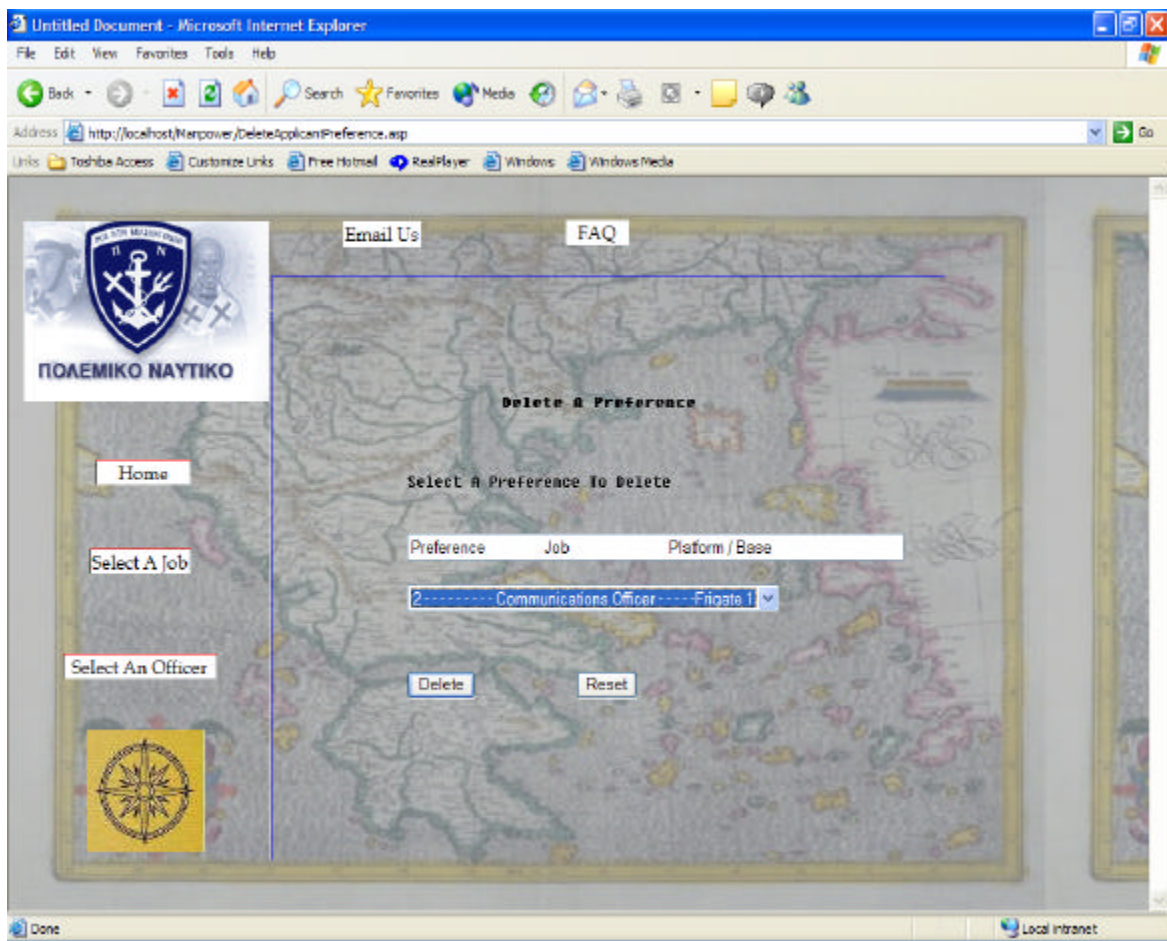 Untitled Document - Microsoft Internet Explorer
File Edit View Favorites Tools Help
Back Search Favorites Media
Address http://localhost/Manpower/DeleteApplicantPreference.asp Go
Links Toshiba Access Customize Links Free Hotmail RealPlayer Windows Windows Media
Email Us FAQ
Π Ν
ΠΟΛΕΜΙΚΟ ΝΑΥΤΙΚΟ
Delete A Preference
Home
Select A Preference To Delete
Preference Job Platform / Base
Select A Job
2---------Communications Officer-----Frigate 1
Select An Officer
Delete Reset
Done Local intranet